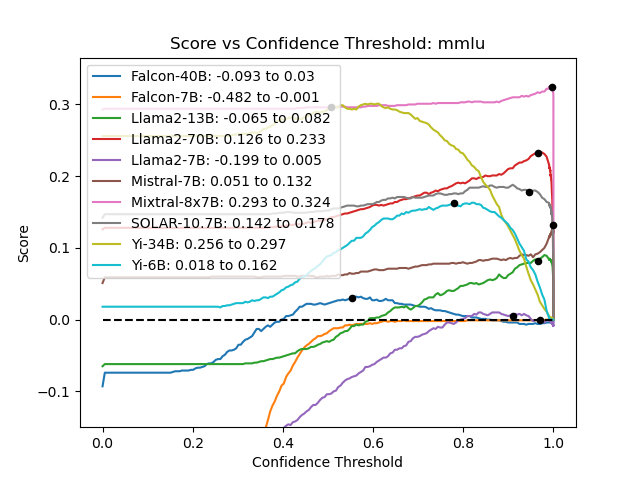 Score vs Confidence Threshold: mmlu
Falcon-40B: -0.093 to 0.03
Falcon-7B: -0.482 to -0.001
Llama2-13B: -0.065 to 0.082
Llama2-70B: 0.126 to 0.233
Llama2-7B: -0.199 to 0.005
Mistral-7B: 0.051 to 0.132
Mixtral-8x7B: 0.293 to 0.324
SOLAR-10.7B: 0.142 to 0.178
Yi-34B: 0.256 to 0.297
Yi-6B: 0.018 to 0.162
Score
0.3
0.2
0.1
0.0
−0.1
0.0 0.2 0.4 0.6 0.8 1.0
Confidence Threshold